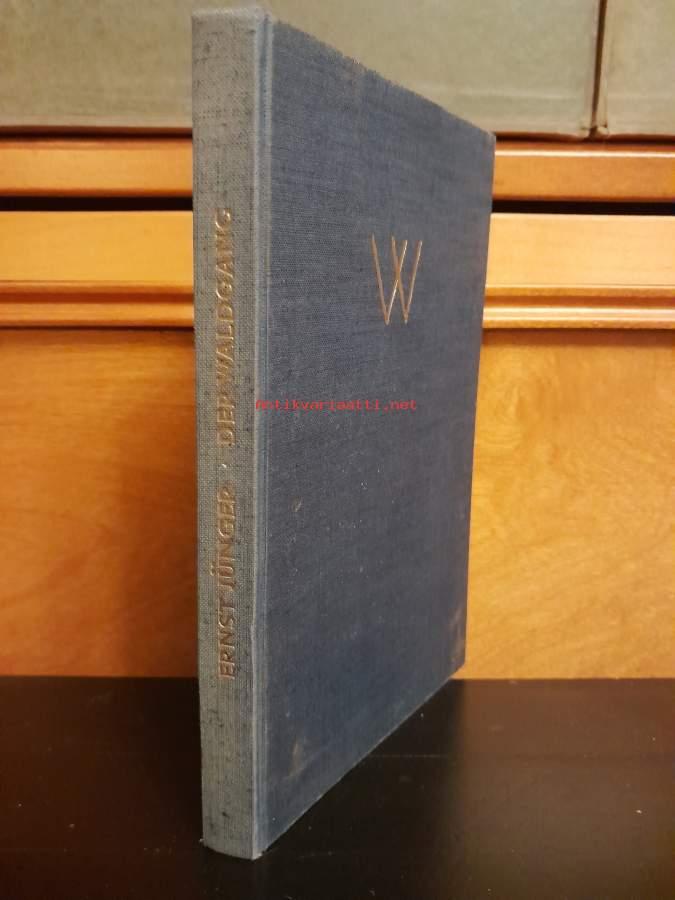 ERNST JÜNGER · DER WALDGANG
W
antikvariaatti.net